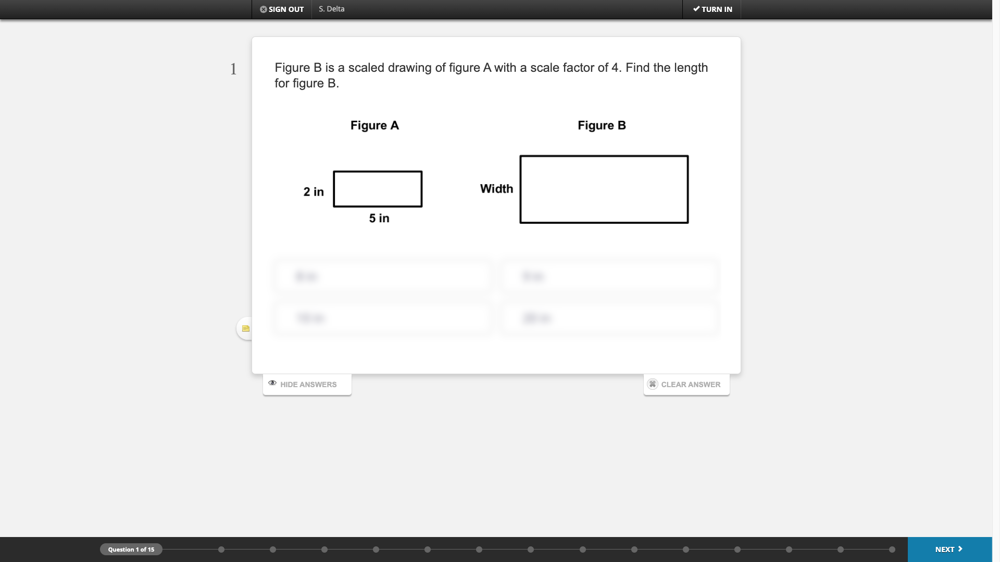 SIGN OUT
S. Delta
TURN IN
1
Figure B is a scaled drawing of figure A with a scale factor of 4. Find the length
for figure B.
Figure A
Figure B
2 in
5 in
Width
HIDE ANSWERS
CLEAR ANSWER
Question 1 of 15
NEXT